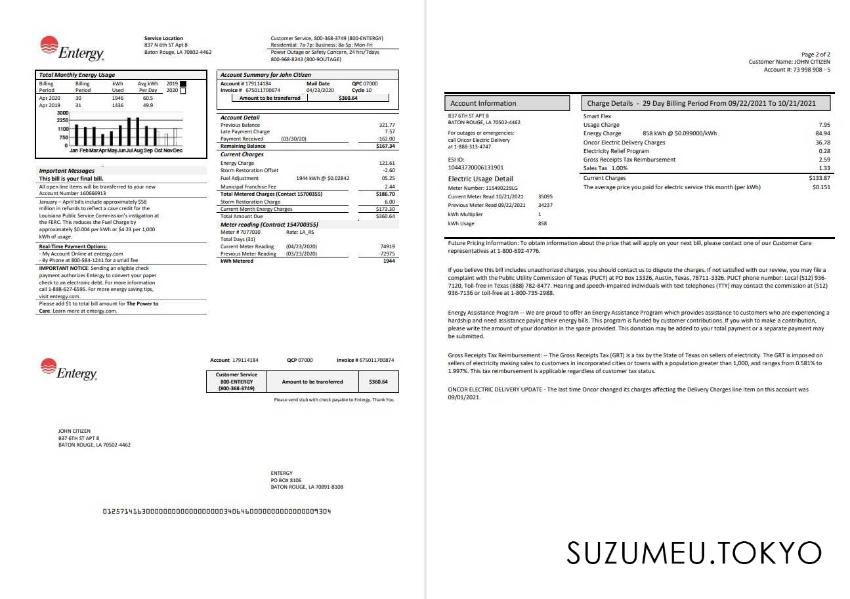 Entergy
Service Location
837 N 6th ST Apt B
Baton Rouge, LA 70802-4462
Customer Service, 800-368-3749 (800-ENTERGY)
Residential: 7a-7p; Business: 8a-5p; Mon-Fri
Power Outage or Safety Concern, 24 hrs/7days
800-968-8243 (800-9OUTAGE)
Total Monthly Energy Usage
Billing Period Billing Days kWh Used Avg kWh Per Day 2019 2020
Apr 2020 30 1946 60.5
Apr 2019 31 1436 49.9
3000
2250
1500
750
0
Jan Feb Mar Apr May Jun Jul Aug Sep Oct Nov Dec
Account Summary for John Citizen
Account # 179114184 Mail Date QPC 07000
Invoice # 675011700674 04/23/2020 Cycle 10
Amount to be transferred $360.64
Account Detail
Previous Balance 321.77
Late Payment Charge 7.57
Payment Received (03/30/20) -162.00
Remaining Balance $167.34
Current Charges
Energy Charge 121.61
Storm Restoration Offset -2.60
Fuel Adjustment 1944 kWh @ $0.02842 05.25
Municipal Franchise Fee 2.44
Total Metered Charges (Contact 15700355) $186.70
Storm Restoration Charge 6.00
Current Month Energy Charges $172.30
Total Amount Due $360.64
Meter reading (Contract 154700355)
Meter # 7077030 Rate: LA_RS
Total Days (31)
Current Meter Reading (04/23/2020) 74919
Previous Meter Reading (03/23/2020) -72975
kWh Metered 1944
Important Messages
This bill is your final bill.
All open line items will be transferred to your new
Account Number 160666913
January – April bills include approximately $58
million in refunds to reflect a case credit for the
Louisiana Public Service Commission's instigation at
the FERC. This reduces the Fuel Charge by
approximately $0.004 per kWh or $4.23 per 1,000
kWh of usage.
Real-Time Payment Options:
- My Account Online at entergy.com
- By Phone at 800-584-1241 for a small fee
IMPORTANT NOTICE: Sending an eligible check
payment authorizes Entergy to convert your paper
check to an electronic debit. For more information
call 1-888-627-6595. For more energy saving tips,
visit entergy.com.
Please add $1 to total bill amount for The Power to
Care. Learn more at entergy.com.
Entergy
Account 179114184 QCP 07000 Invoice # 675011700874
Customer Service
800-ENTERGY
(800-368-3749)
Amount to be transferred $360.64
Please send stub with check payable to Entergy. Thank You.
JOHN CITIZEN
837 6TH ST APT B
BATON ROUGE, LA 70802-4462
ENTERGY
PO BOX 8108
BATON ROUGE, LA 70891-8108
Page 2 of 2
Customer Name: JOHN CITIZEN
Account #: 73 998 908 - 5
Account Information
837 6TH ST APT B
BATON ROUGE, LA 70802-4462
For outages or emergencies:
call Oncor Electric Delivery
at 1-888-313-4747
ESI ID:
10443720006131901
Electric Usage Detail
Meter Number: 115490229LG
Current Meter Read 10/21/2021 35095
Previous Meter Read 09/22/2021 34237
kWh Multiplier 1
kWh Usage 858
Charge Details - 29 Day Billing Period From 09/22/2021 To 10/21/2021
Smart Flex
Usage Charge 7.95
Energy Charge 858 kWh @ $0.099000/kWh 84.94
Oncor Electric Delivery Charges 36.78
Electricity Relief Program 0.28
Gross Receipts Tax Reimbursement 2.59
Sales Tax 1.00% 1.33
Current Charges $133.87
The average price you paid for electric service this month (per kWh) $0.151
Future Pricing Information: To obtain information about the price that will apply on your next bill, please contact one of our Customer Care
representatives at 1-800-692-4776.
If you believe this bill includes unauthorized charges, you should contact us to dispute the charges. If not satisfied with our review, you may file a
complaint with the Public Utility Commission of Texas (PUCT) at PO Box 13326, Austin, Texas, 78711-3326. PUCT phone number: Local (512) 936-
7120, Toll-free in Texas (888) 782-8477. Hearing and speech-impaired individuals with text telephones (TTY) may contact the commission at (512)
936-7136 or toll-free at 1-800-735-2988.
Energy Assistance Program -- We are proud to offer an Energy Assistance Program which provides assistance to customers who are experiencing a
hardship and need assistance paying their energy bills. This program is funded by customer contributions. If you wish to make a contribution,
please write the amount of your donation in the space provided. This donation may be added to your total payment or a separate payment may
be submitted.
Gross Receipts Tax Reimbursement: -- The Gross Receipts Tax (GRT) is a tax by the State of Texas on sellers of electricity. The GRT is imposed on
sellers of making sales to consumers in incorporated cities or towns with a population greater than 1,000, and ranges from 0.581% to
1.997%. This tax reimbursement is applicable regardless of customer tax status.
ONCOR ELECTRIC DELIVERY UPDATE - The last time Oncor changed its charges affecting the Delivery Charges line item on this account was
09/01/2021.
SUZUMEU.TOKYO